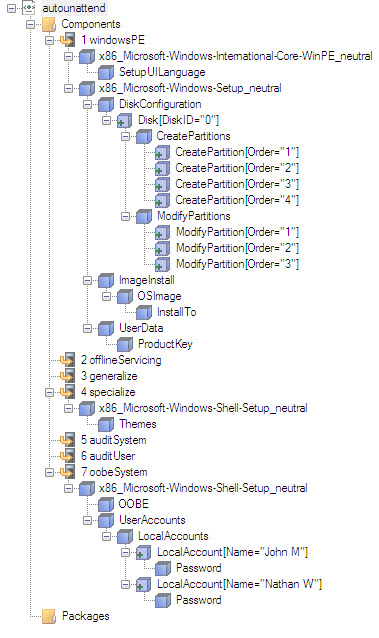 autounattend
Components
1 windowsPE
x86_Microsoft-Windows-International-Core-WinPE_neutral
SetupUILanguage
x86_Microsoft-Windows-Setup_neutral
DiskConfiguration
Disk[DiskID="0"]
CreatePartitions
CreatePartition[Order="1"]
CreatePartition[Order="2"]
CreatePartition[Order="3"]
CreatePartition[Order="4"]
ModifyPartitions
ModifyPartition[Order="1"]
ModifyPartition[Order="2"]
ModifyPartition[Order="3"]
ImageInstall
OSImage
InstallTo
UserData
ProductKey
2 offlineServicing
3 generalize
4 specialize
x86_Microsoft-Windows-Shell-Setup_neutral
Themes
5 auditSystem
6 auditUser
7 oobeSystem
x86_Microsoft-Windows-Shell-Setup_neutral
OOBE
UserAccounts
LocalAccounts
LocalAccount[Name="John M"]
Password
LocalAccount[Name="Nathan W"]
Password
Packages